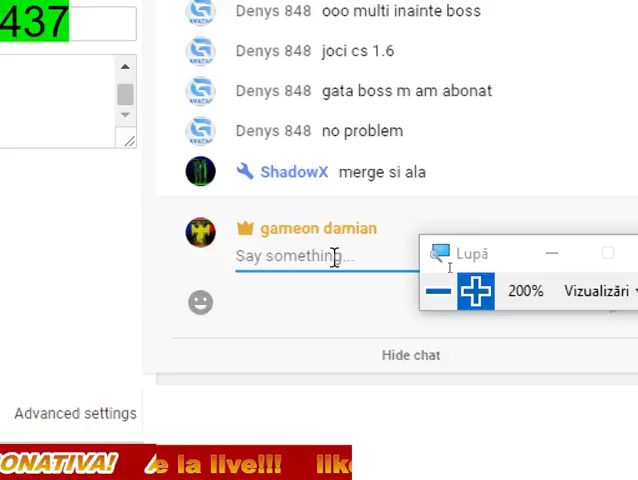 437
Denys 848 ooo multi inainte boss
Denys 848 joci cs 1.6
Denys 848 gata boss m am abonat
Denys 848 no problem
ShadowX merge si ala
gameon damian
Say something...
Lupă
200% Vizualizări
Hide chat
Advanced settings
ONATIVA! e la live!!! lik